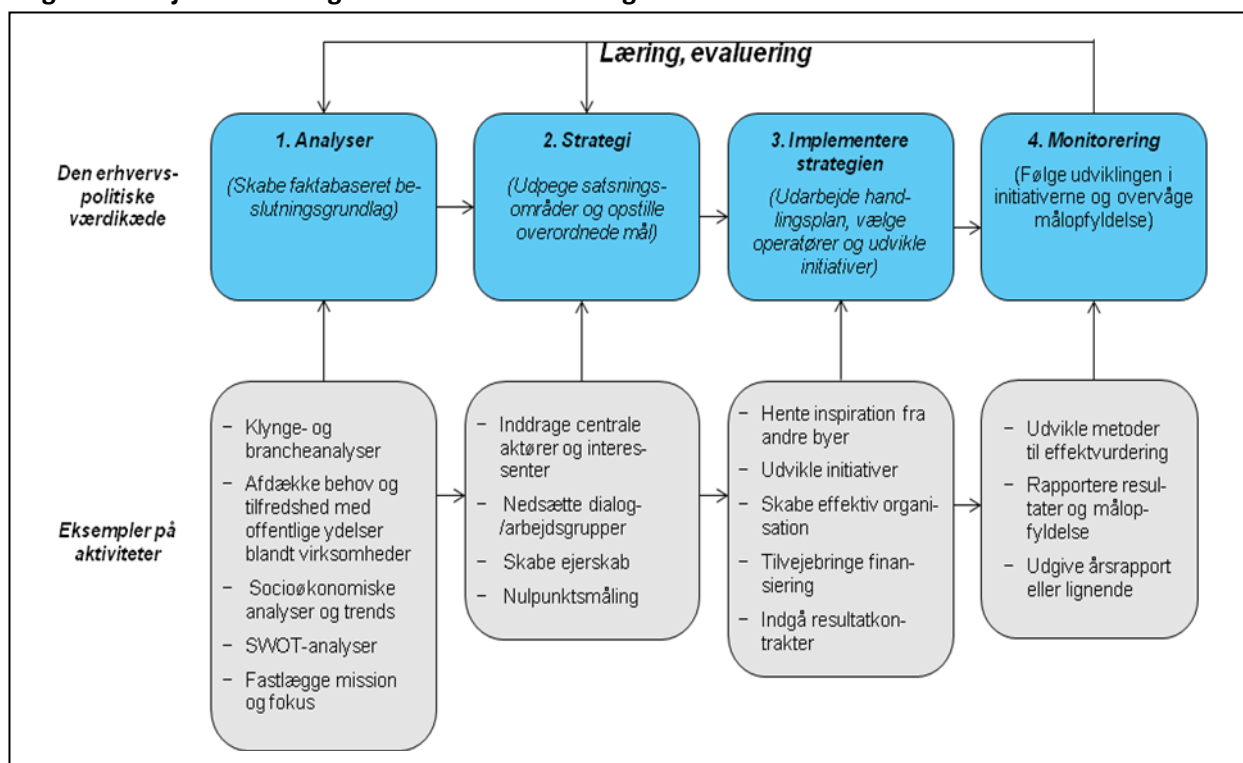 Læring, evaluering
Den erhvervs-
politiske
værdikæde
1. Analyser
(Skabe faktabaseret be-
slutningsgrundlag)
2. Strategi
(Udpege satsnings-
områder og opstille
overordnede mål)
3. Implementere
strategien
(Udarbejde hand-
lingsplan, vælge
operatører og udvikle
initiativer)
4. Monitorering
(Følge udviklingen i
initiativerne og overvåge
målopfyldelse)
Eksempler på
aktiviteter
– Klynge- og
brancheanalyser
– Afdække behov og
tilfredshed med
offentlige ydelser
blandt virksomheder
– Socioøkonomiske
analyser og trends
– SWOT-analyser
– Fastlægge mission
og fokus
– Inddrage centrale
aktører og interes-
senter
– Nedsætte dialog-
/arbejdsgrupper
– Skabe ejerskab
– Nulpunktsmåling
– Hente inspiration fra
andre byer
– Udvikle initiativer
– Skabe effektiv organi-
sation
– Tilvejebringe finan-
siering
– Indgå resultatkon-
trakter
– Udvikle metoder
til effektvurdering
– Rapportere resul-
tater og målop-
fyldelse
– Udgive årsrapport
eller lignende